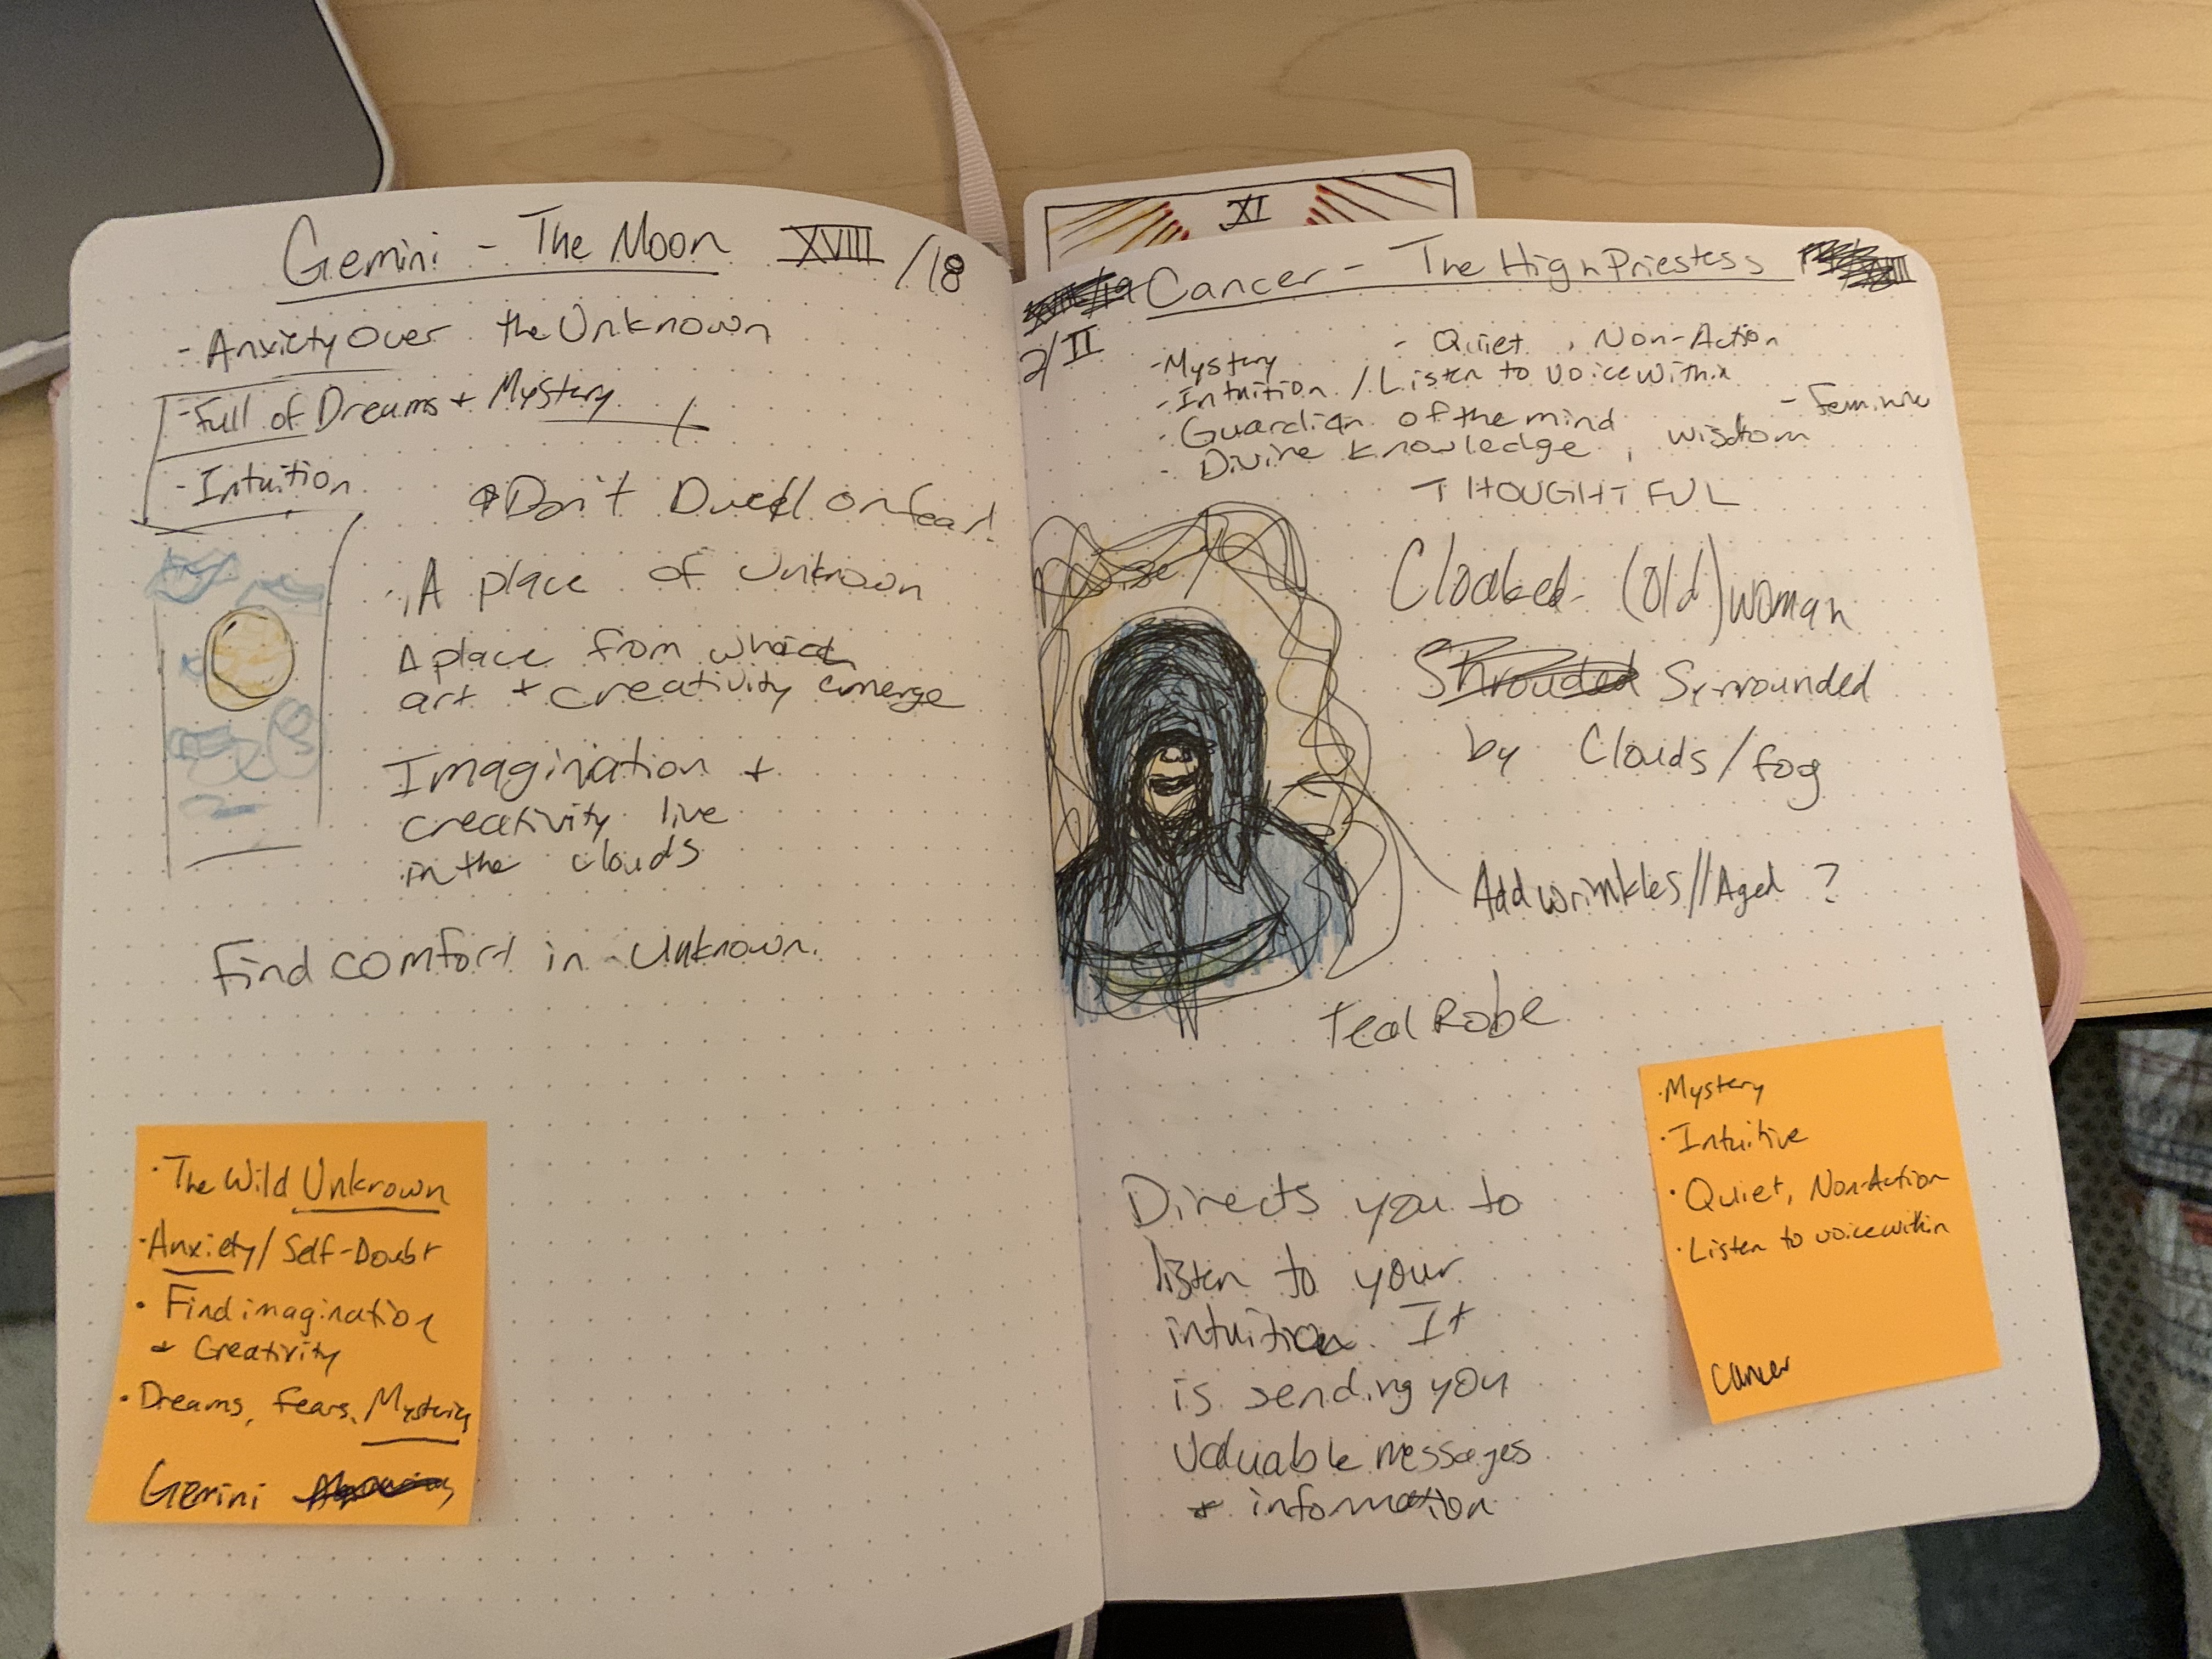 Gemini - The Moon XVIII /18
- Anxiety Over the Unknown
- Full of Dreams + Mystery
- Intuition
Don't Dwell on fear!
A place of Unknown
A place from which
art + creativity emerge
Imagination +
creativity live
in the clouds
Find comfort in Unknown.
· The Wild Unknown
· Anxiety/Self-Doubt
· Find imagination
+ Creativity
· Dreams, Fears,
Gemini
XI
Cancer - The High Priestess
2/II
- Mystery - Quiet, Non-Action
- Intuition / Listen to voice within
- Guardian of the mind - Feminine
- Divine knowledge, wisdom
THOUGHTFUL
Cloaked (old) woman
Shrouded Surrounded
by Clouds/fog
Add wrinkles//Aged ?
Teal Robe
Directs you to
listen to your
intuition. It
is sending you
valuable messages
+ information
· Mystery
· Intuitive
· Quiet, Non-Action
· Listen to voice within
Cancer